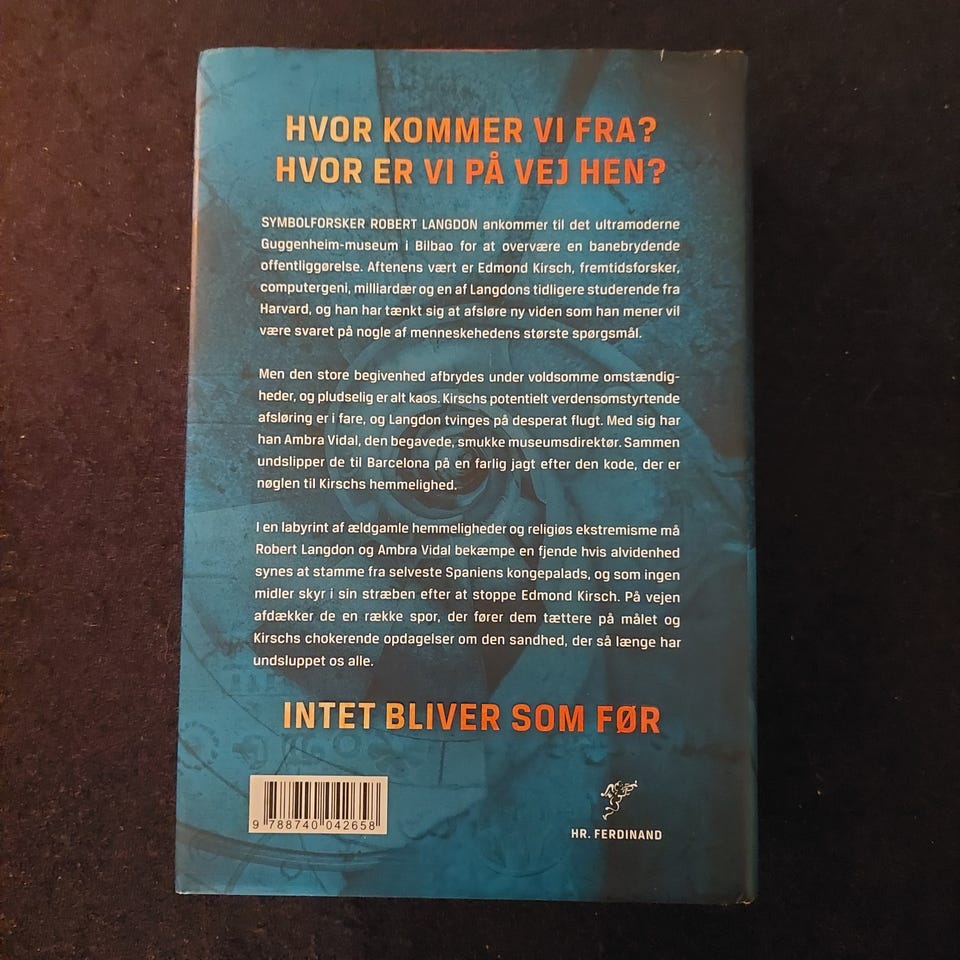 HVOR KOMMER VI FRA?
HVOR ER VI PÅ VEJ HEN?
SYMBOLFORSKER ROBERT LANGDON ankommer til det ultramoderne
Guggenheim-museum i Bilbao for at overvære en banebrydende
offentliggørelse. Aftenens vært er Edmond Kirsch, fremtidsforsker,
computergeni, milliardær og en af Langdons tidligere studerende fra
Harvard, og han har tænkt sig at afsløre ny viden som han mener vil
være svaret på nogle af menneskehedens største spørgsmål.
Men den store begivenhed afbrydes under voldsomme omstændig-
heder, og pludselig er alt kaos. Kirschs potentielt verdensomstyrtende
afsløring er i fare, og Langdon tvinges på desperat flugt. Med sig har
han Ambra Vidal, den begavede, smukke museumsdirektør. Sammen
undslipper de til Barcelona på en farlig jagt efter den kode, der er
nøglen til Kirschs hemmelighed.
I en labyrint af ældgamle hemmeligheder og religiøs ekstremisme må
Robert Langdon og Ambra Vidal bekæmpe en fjende hvis alvidenhed
synes at stamme fra selveste Spaniens kongepalads, og som ingen
midler skyr i sin stræben efter at stoppe Edmond Kirsch. På vejen
afdækker de en række spor, der fører dem tættere på målet og
Kirschs chokerende opdagelser om den sandhed, der så længe har
undsluppet os alle.
INTET BLIVER SOM FØR
9 788740 042658
HR. FERDINAND